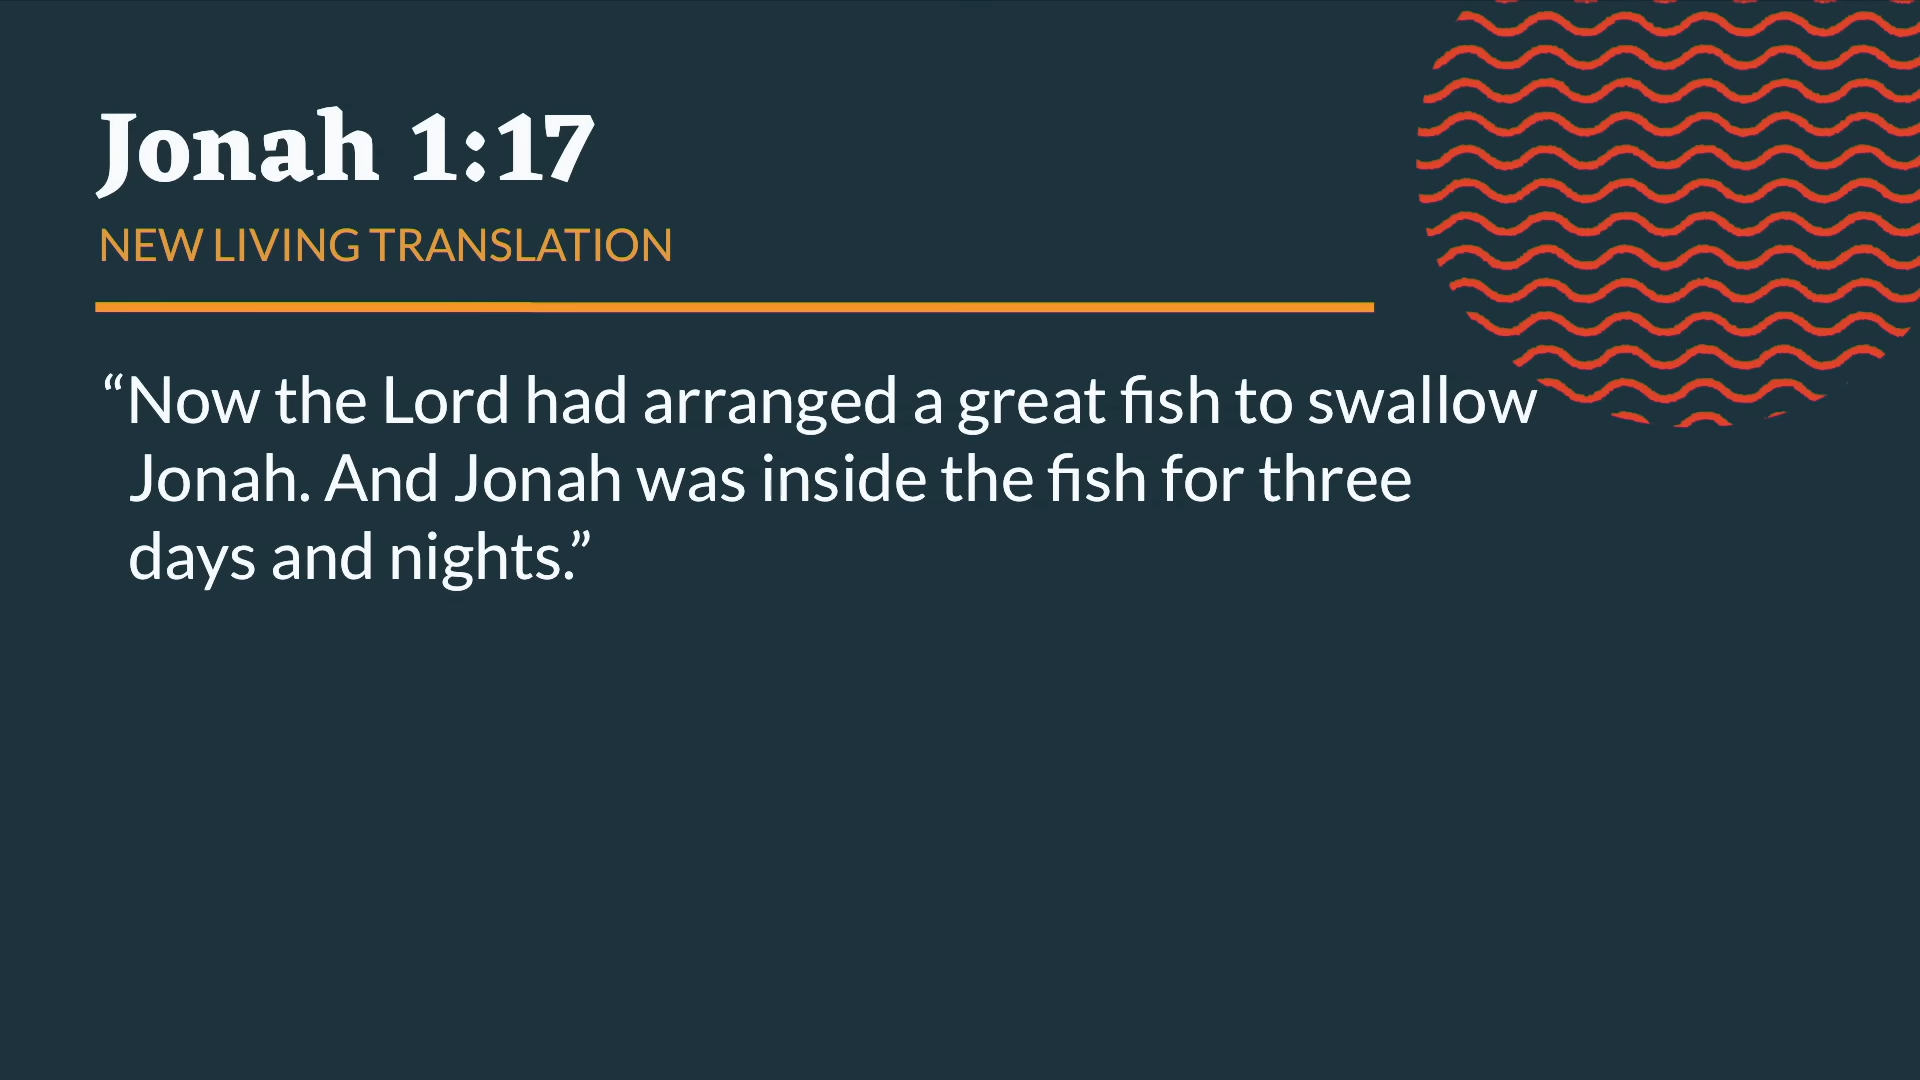 Jonah 1:17
NEW LIVING TRANSLATION
“Now the Lord had arranged a great fish to swallow
Jonah. And Jonah was inside the fish for three
days and nights.”